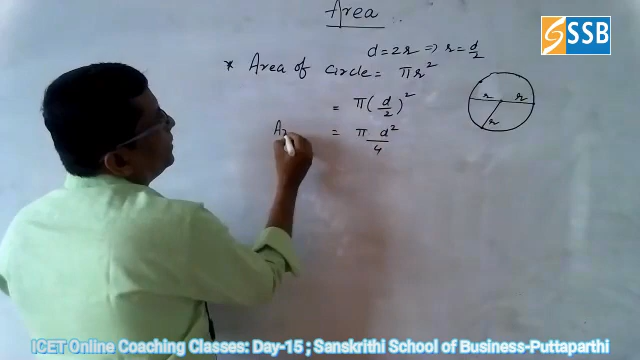 Area
SSB
d = 2r ⇒ r = d/2
* Area of circle = πr²
= π(d/2)²
r r
r
A = π d²/4
ICET Online Coaching Classes: Day-15 ; Sanskrithi School of Business-Puttaparthi